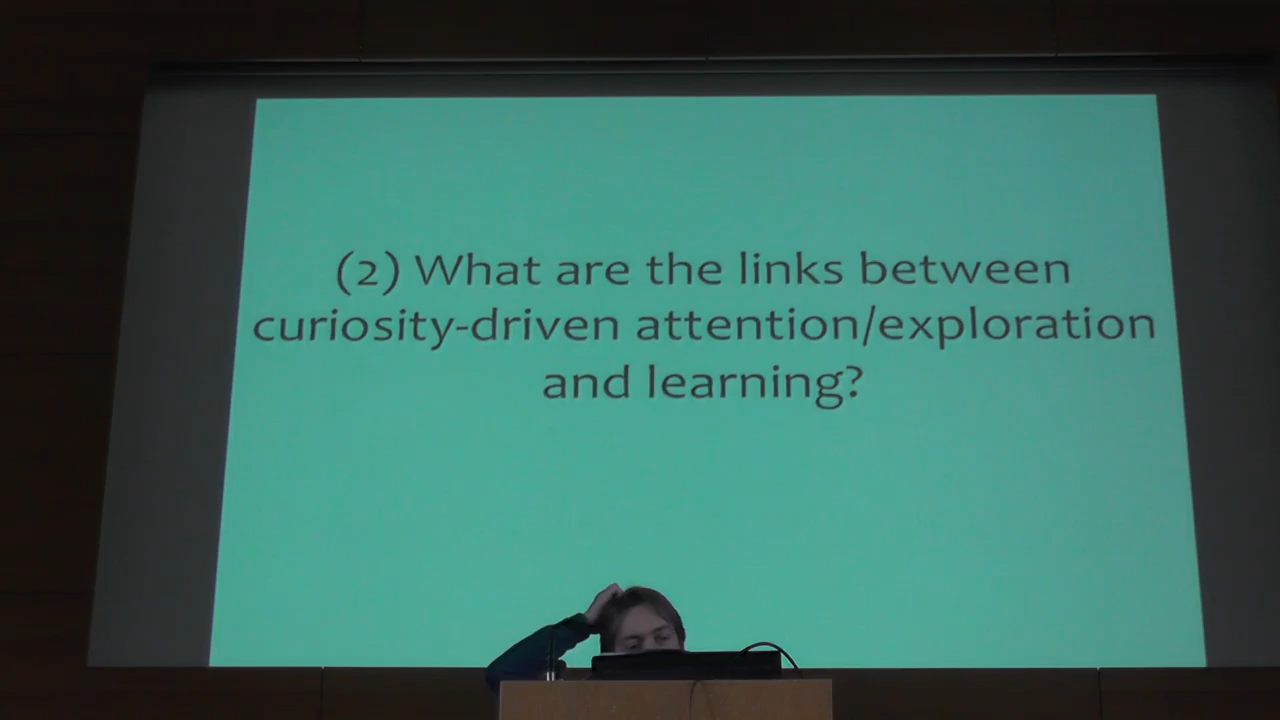 (2) What are the links between
curiosity-driven attention/exploration
and learning?